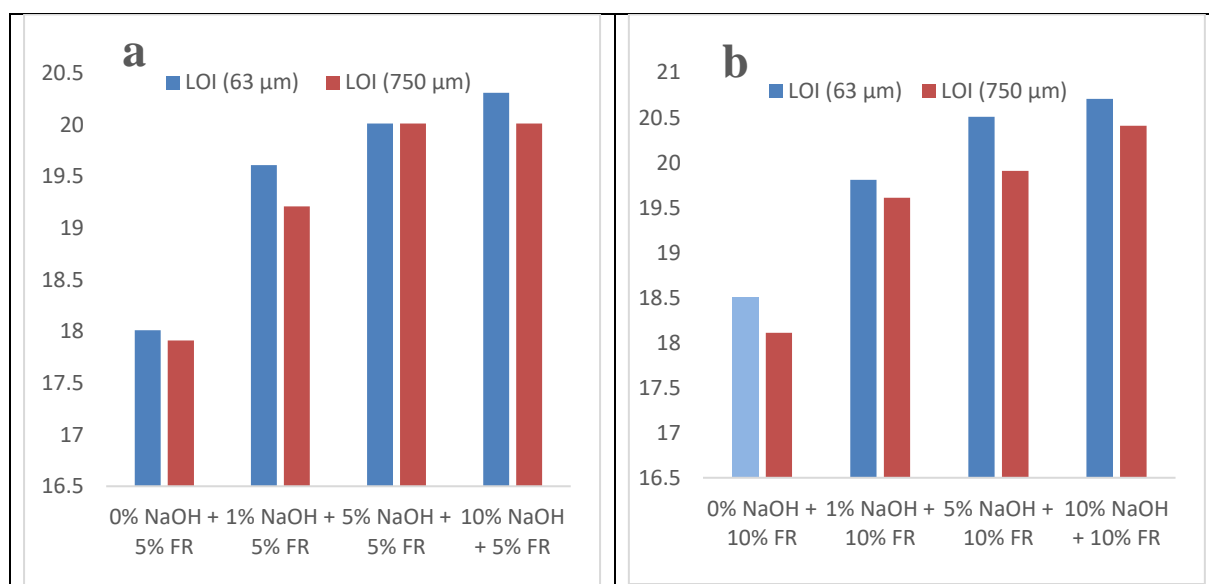 a
LOI (63 µm) LOI (750 µm)
20.5
20
19.5
19
18.5
18
17.5
17
16.5
0% NaOH + 1% NaOH + 5% NaOH + 10% NaOH
5% FR 5% FR 5% FR + 5% FR
b
LOI (63 µm) LOI (750 µm)
21
20.5
20
19.5
19
18.5
18
17.5
17
16.5
0% NaOH + 1% NaOH + 5% NaOH + 10% NaOH
10% FR 10% FR 10% FR + 10% FR